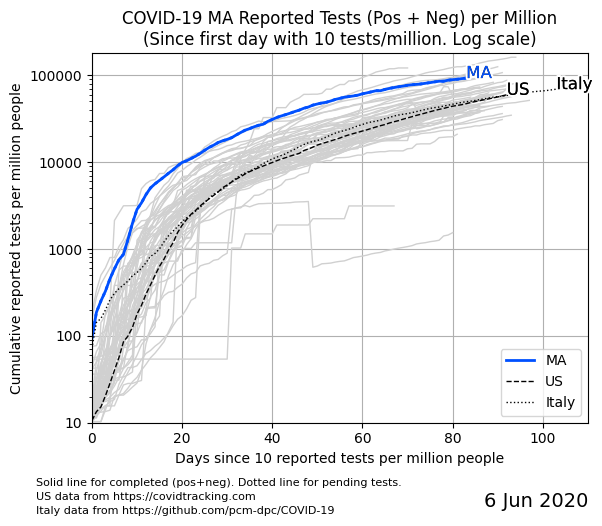 COVID-19 MA Reported Tests (Pos + Neg) per Million
(Since first day with 10 tests/million. Log scale)
Cumulative reported tests per million people
100000
10000
1000
100
10
MA
US
Italy
MA
US
Italy
0
20
40
60
80
100
Days since 10 reported tests per million people
Solid line for completed (pos+neg). Dotted line for pending tests.
US data from https://covidtracking.com
Italy data from https://github.com/pcm-dpc/COVID-19
6 Jun 2020